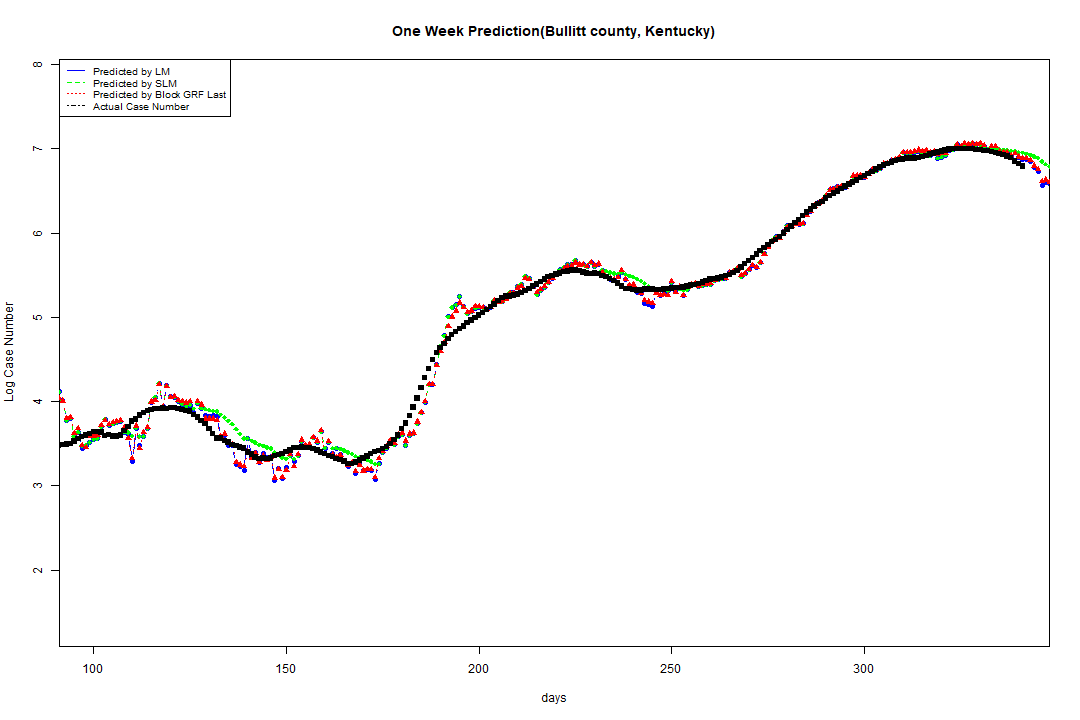 One Week Prediction(Bullitt county, Kentucky)
Predicted by LM
Predicted by SLM
Predicted by Block GRF Last
Actual Case Number
Log Case Number
8
7
6
5
4
3
2
100 150 200 250 300
days